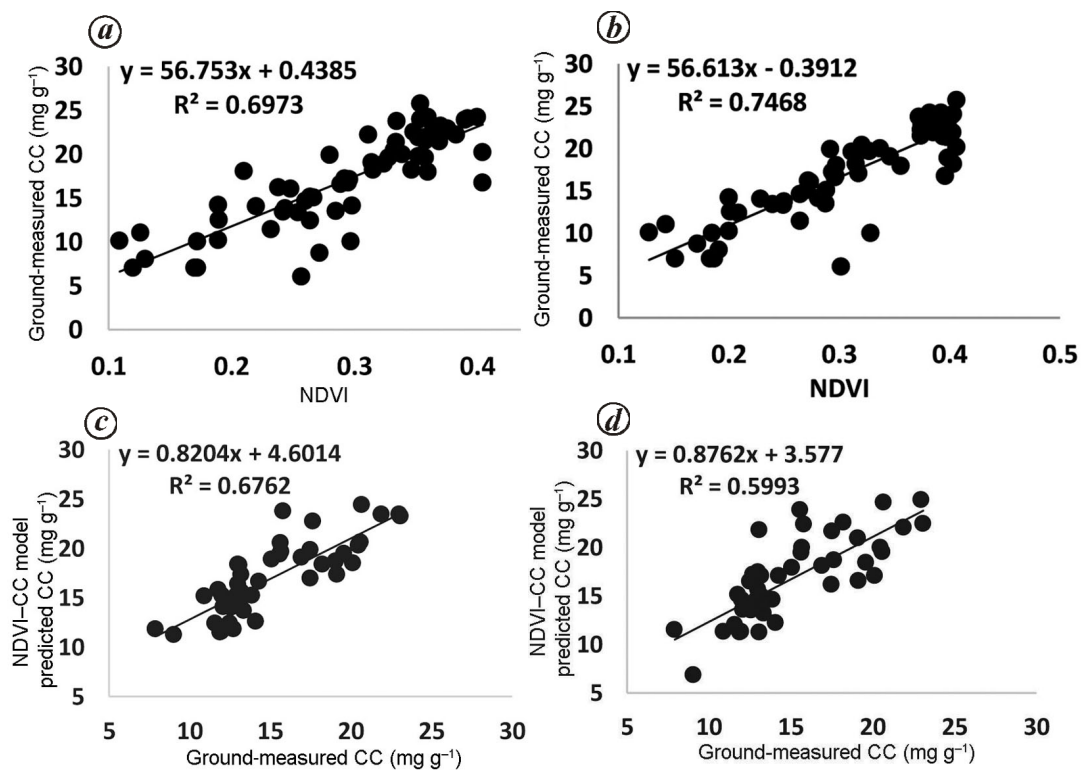 a
30
25
20
15
10
5
0
Ground-measured CC (mg g⁻¹)
y = 56.753x + 0.4385
R² = 0.6973
0.1 0.2 0.3 0.4
NDVI
b
30
25
20
15
10
5
0
Ground-measured CC (mg g⁻¹)
y = 56.613x - 0.3912
R² = 0.7468
0.1 0.2 0.3 0.4 0.5
NDVI
c
30
25
20
15
10
5
NDVI–CC model
predicted CC (mg g⁻¹)
y = 0.8204x + 4.6014
R² = 0.6762
5 10 15 20 25 30
Ground-measured CC (mg g⁻¹)
d
30
25
20
15
10
5
NDVI–CC model
predicted CC (mg g⁻¹)
y = 0.8762x + 3.577
R² = 0.5993
5 10 15 20 25 30
Ground-measured CC (mg g⁻¹)